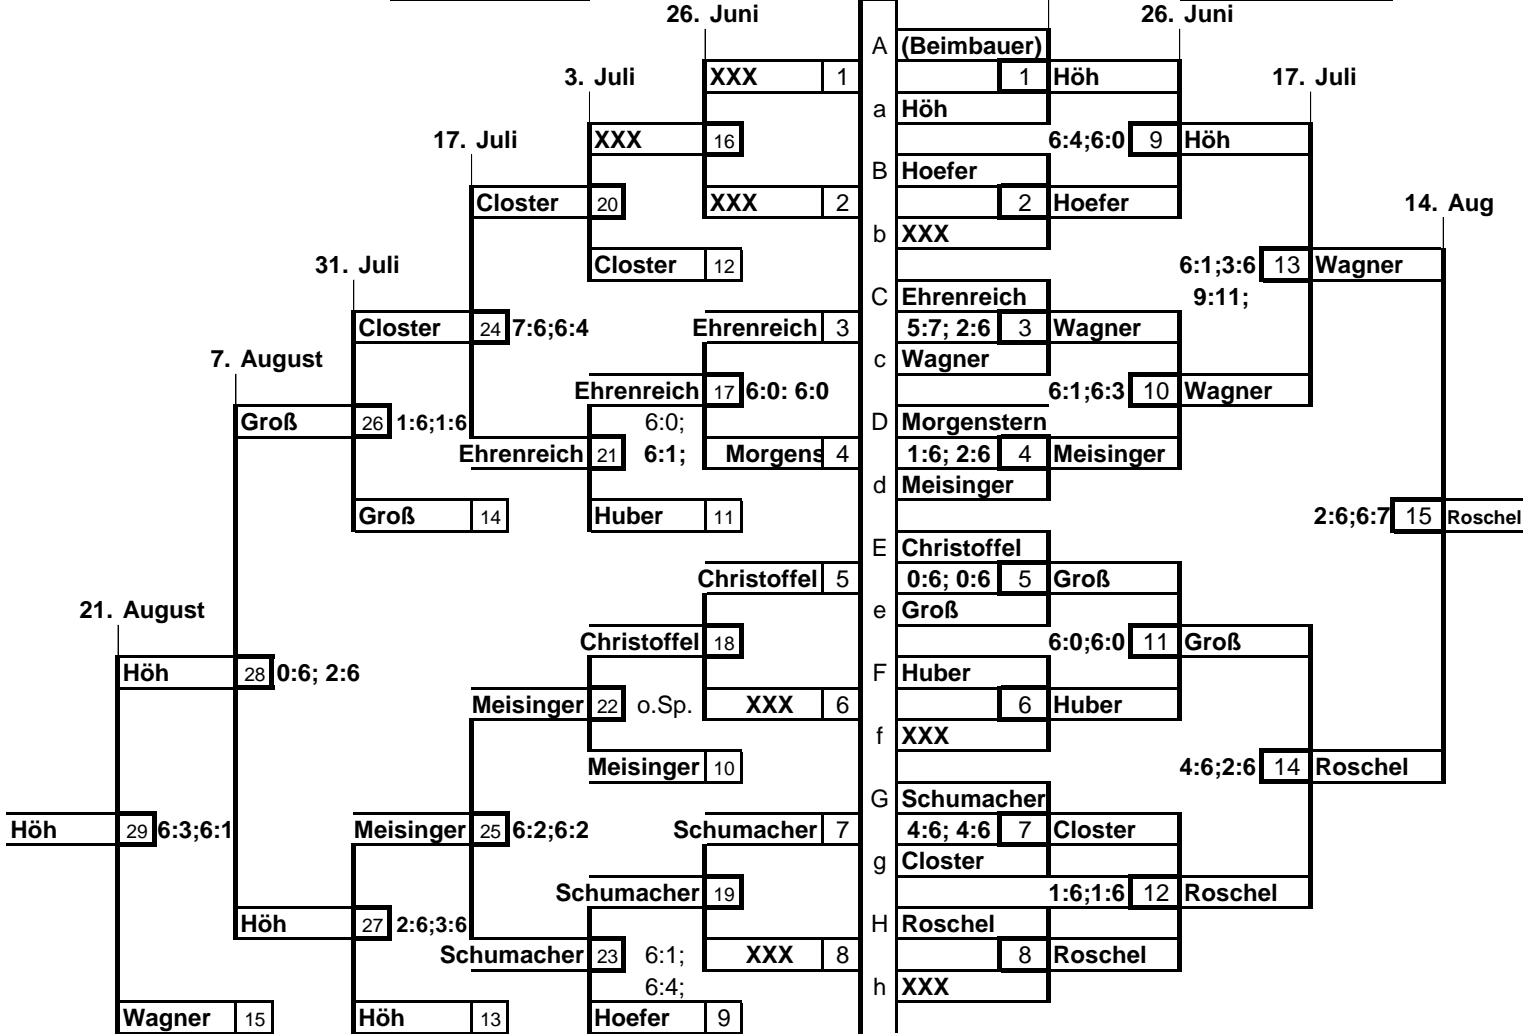 26. Juni 26. Juni
A (Beimbauer)
3. Juli XXX 1 1 Höh 17. Juli
a Höh
17. Juli XXX 16 6:4;6:0 9 Höh
B Hoefer
Closter 20 XXX 2 2 Hoefer 14. Aug
b XXX
31. Juli Closter 12 6:1;3:6 13 Wagner
C Ehrenreich 9:11;
Closter 24 7:6;6:4 Ehrenreich 3 5:7; 2:6 3 Wagner
7. August c Wagner
Ehrenreich 17 6:0: 6:0 6:1;6:3 10 Wagner
Groß 26 1:6;1:6 6:0; D Morgenstern
Ehrenreich 21 6:1; Morgens 4 1:6; 2:6 4 Meisinger
d Meisinger
Groß 14 Huber 11 2:6;6:7 15 Roschel
E Christoffel
Christoffel 5 0:6; 0:6 5 Groß
21. August e Groß
Christoffel 18 6:0;6:0 11 Groß
Höh 28 0:6; 2:6 F Huber
Meisinger 22 o.Sp. XXX 6 6 Huber
f XXX
Meisinger 10 4:6;2:6 14 Roschel
G Schumacher
Höh 29 6:3;6:1 Meisinger 25 6:2;6:2 Schumacher 7 4:6; 4:6 7 Closter
g Closter
Schumacher 19 1:6;1:6 12 Roschel
Höh 27 2:6;3:6 H Roschel
Schumacher 23 6:1; XXX 8 8 Roschel
6:4; h XXX
Wagner 15 Höh 13 Hoefer 9